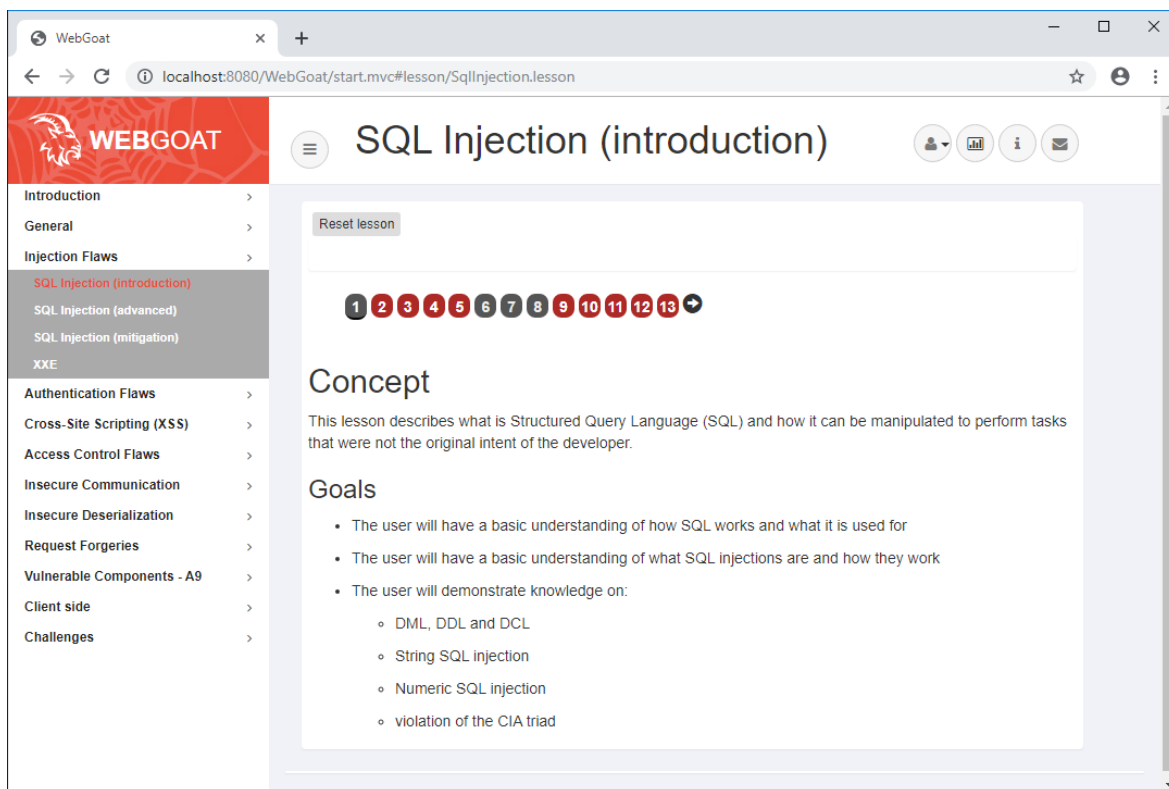 WebGoat
localhost:8080/WebGoat/start.mvc#lesson/SqlInjection.lesson
WEBGOAT
SQL Injection (introduction)
Introduction
General
Injection Flaws
SQL Injection (introduction)
SQL Injection (advanced)
SQL Injection (mitigation)
XXE
Authentication Flaws
Cross-Site Scripting (XSS)
Access Control Flaws
Insecure Communication
Insecure Deserialization
Request Forgeries
Vulnerable Components - A9
Client side
Challenges
Reset lesson
1 2 3 4 5 6 7 8 9 10 11 12 13
Concept
This lesson describes what is Structured Query Language (SQL) and how it can be manipulated to perform tasks
that were not the original intent of the developer.
Goals
The user will have a basic understanding of how SQL works and what it is used for
The user will have a basic understanding of what SQL injections are and how they work
The user will demonstrate knowledge on:
DML, DDL and DCL
String SQL injection
Numeric SQL injection
violation of the CIA triad